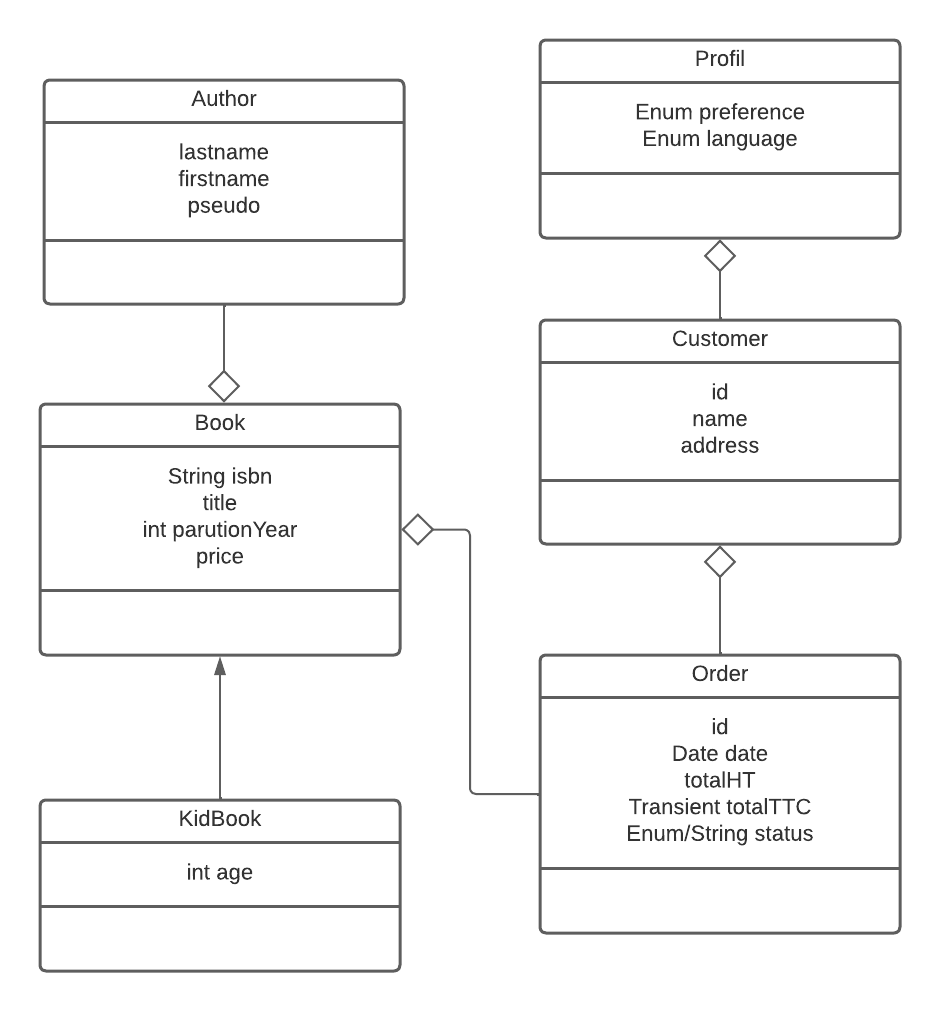 Author
lastname
firstname
pseudo
Book
String isbn
title
int parutionYear
price
KidBook
int age
Profil
Enum preference
Enum language
Customer
id
name
address
Order
id
Date date
totalHT
Transient totalTTC
Enum/String status